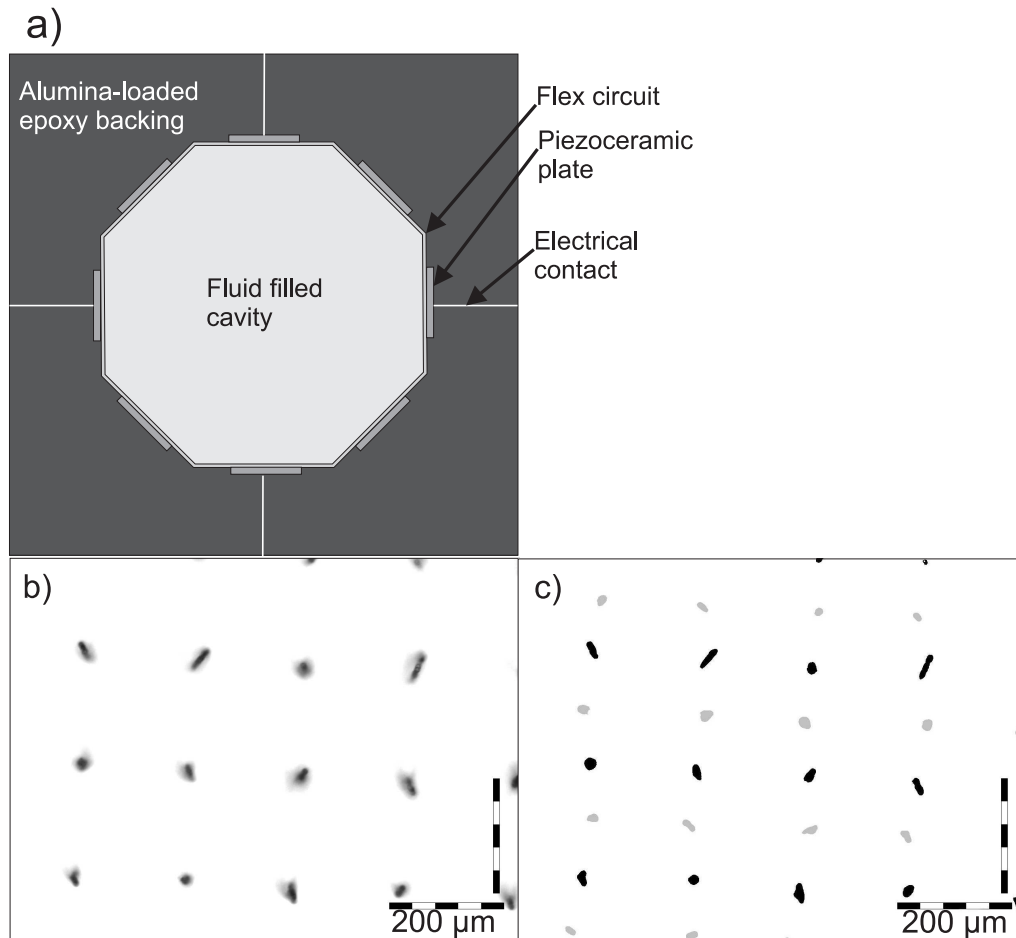 a)
Alumina-loaded
epoxy backing
Flex circuit
Piezoceramic
plate
Electrical
contact
Fluid filled
cavity
b)
c)
200 µm
200 µm